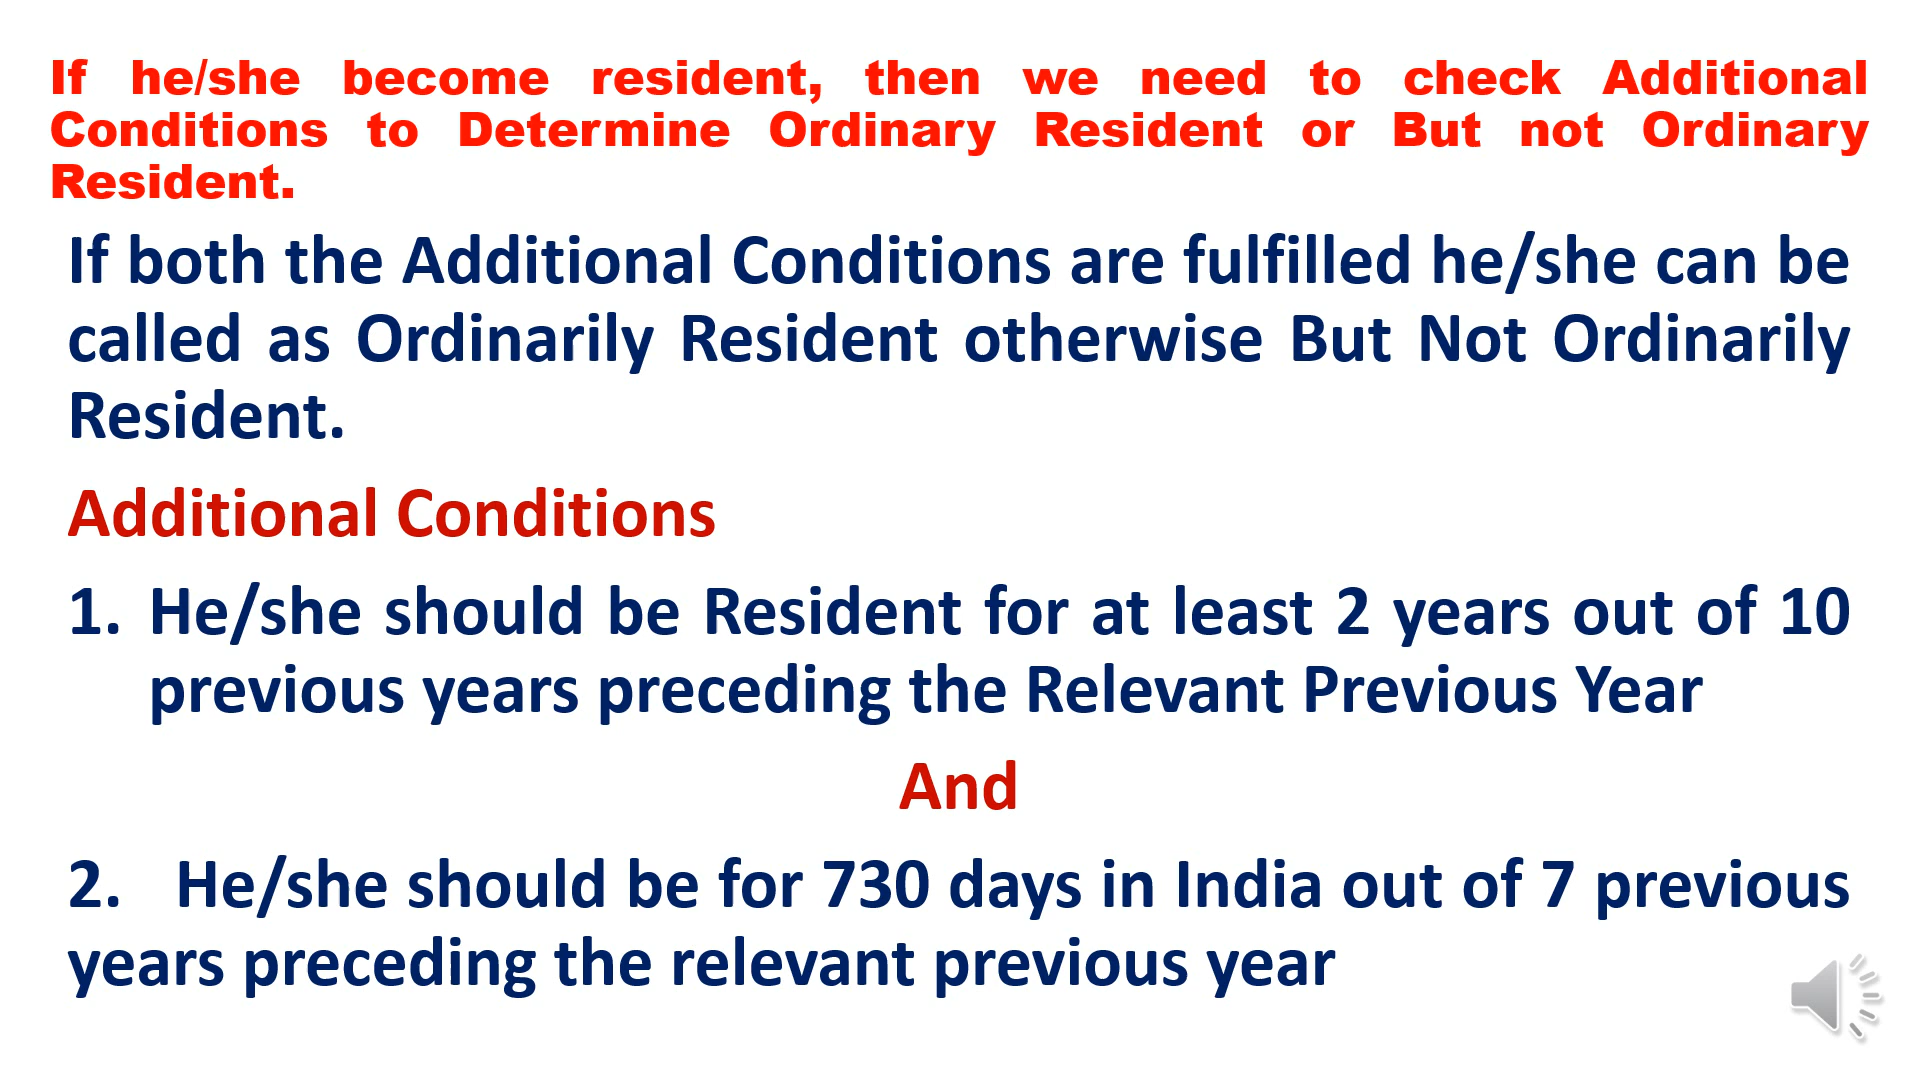 If he/she become resident, then we need to check Additional
Conditions to Determine Ordinary Resident or But not Ordinary
Resident.
If both the Additional Conditions are fulfilled he/she can be
called as Ordinarily Resident otherwise But Not Ordinarily
Resident.
Additional Conditions
1. He/she should be Resident for at least 2 years out of 10
previous years preceding the Relevant Previous Year
And
2. He/she should be for 730 days in India out of 7 previous
years preceding the relevant previous year